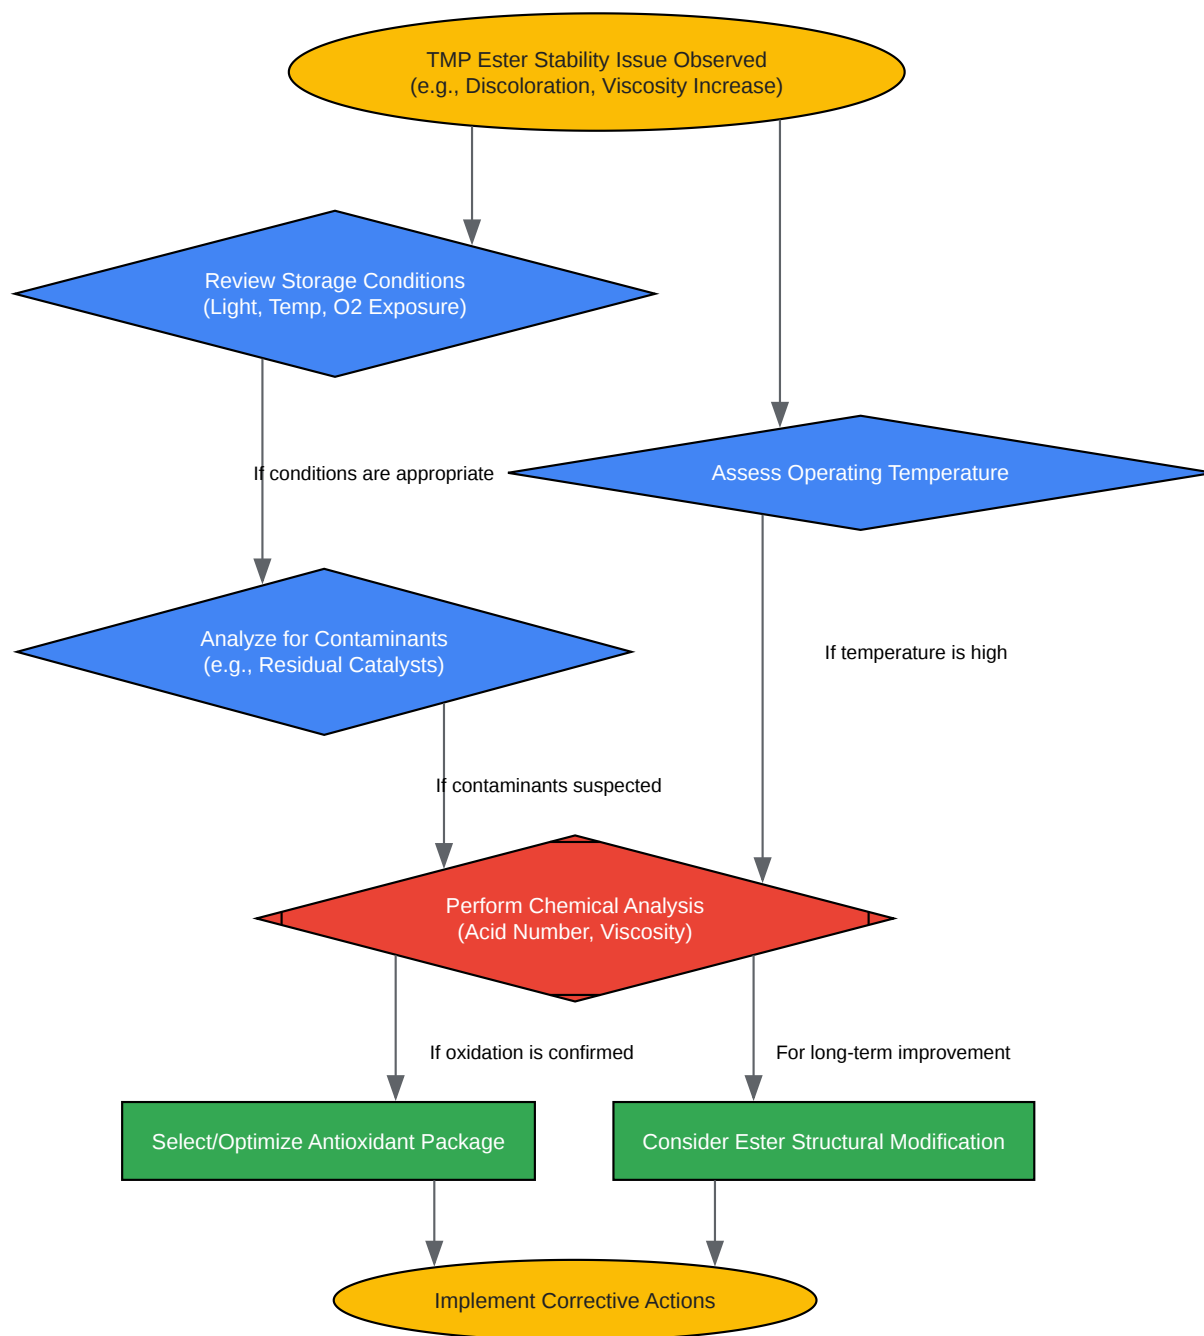 TMP Ester Stability Issue Observed
(e.g., Discoloration, Viscosity Increase)
Review Storage Conditions
(Light, Temp, O2 Exposure)
If conditions are appropriate
Assess Operating Temperature
Analyze for Contaminants
(e.g., Residual Catalysts)
If temperature is high
If contaminants suspected
Perform Chemical Analysis
(Acid Number, Viscosity)
If oxidation is confirmed
For long-term improvement
Select/Optimize Antioxidant Package
Consider Ester Structural Modification
Implement Corrective Actions